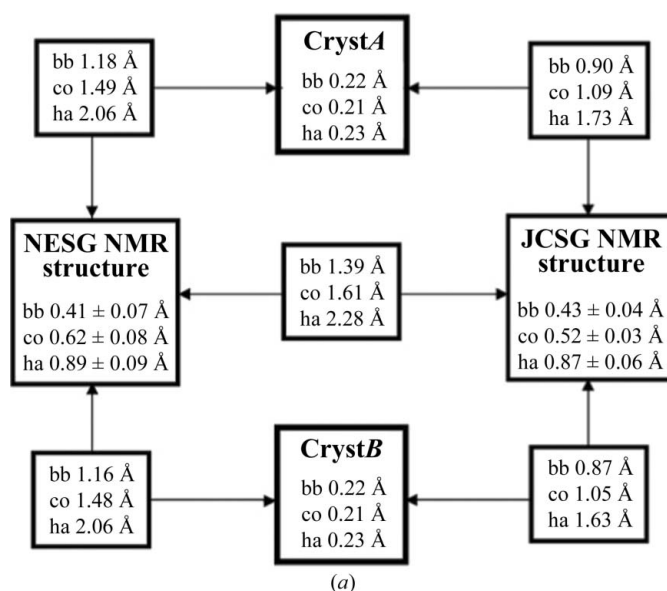 bb 1.18 Å
co 1.49 Å
ha 2.06 Å
CrystA
bb 0.22 Å
co 0.21 Å
ha 0.23 Å
bb 0.90 Å
co 1.09 Å
ha 1.73 Å
NESG NMR
structure
bb 0.41 ± 0.07 Å
co 0.62 ± 0.08 Å
ha 0.89 ± 0.09 Å
bb 1.39 Å
co 1.61 Å
ha 2.28 Å
JCSG NMR
structure
bb 0.43 ± 0.04 Å
co 0.52 ± 0.03 Å
ha 0.87 ± 0.06 Å
bb 1.16 Å
co 1.48 Å
ha 2.06 Å
CrystB
bb 0.22 Å
co 0.21 Å
ha 0.23 Å
bb 0.87 Å
co 1.05 Å
ha 1.63 Å
(a)